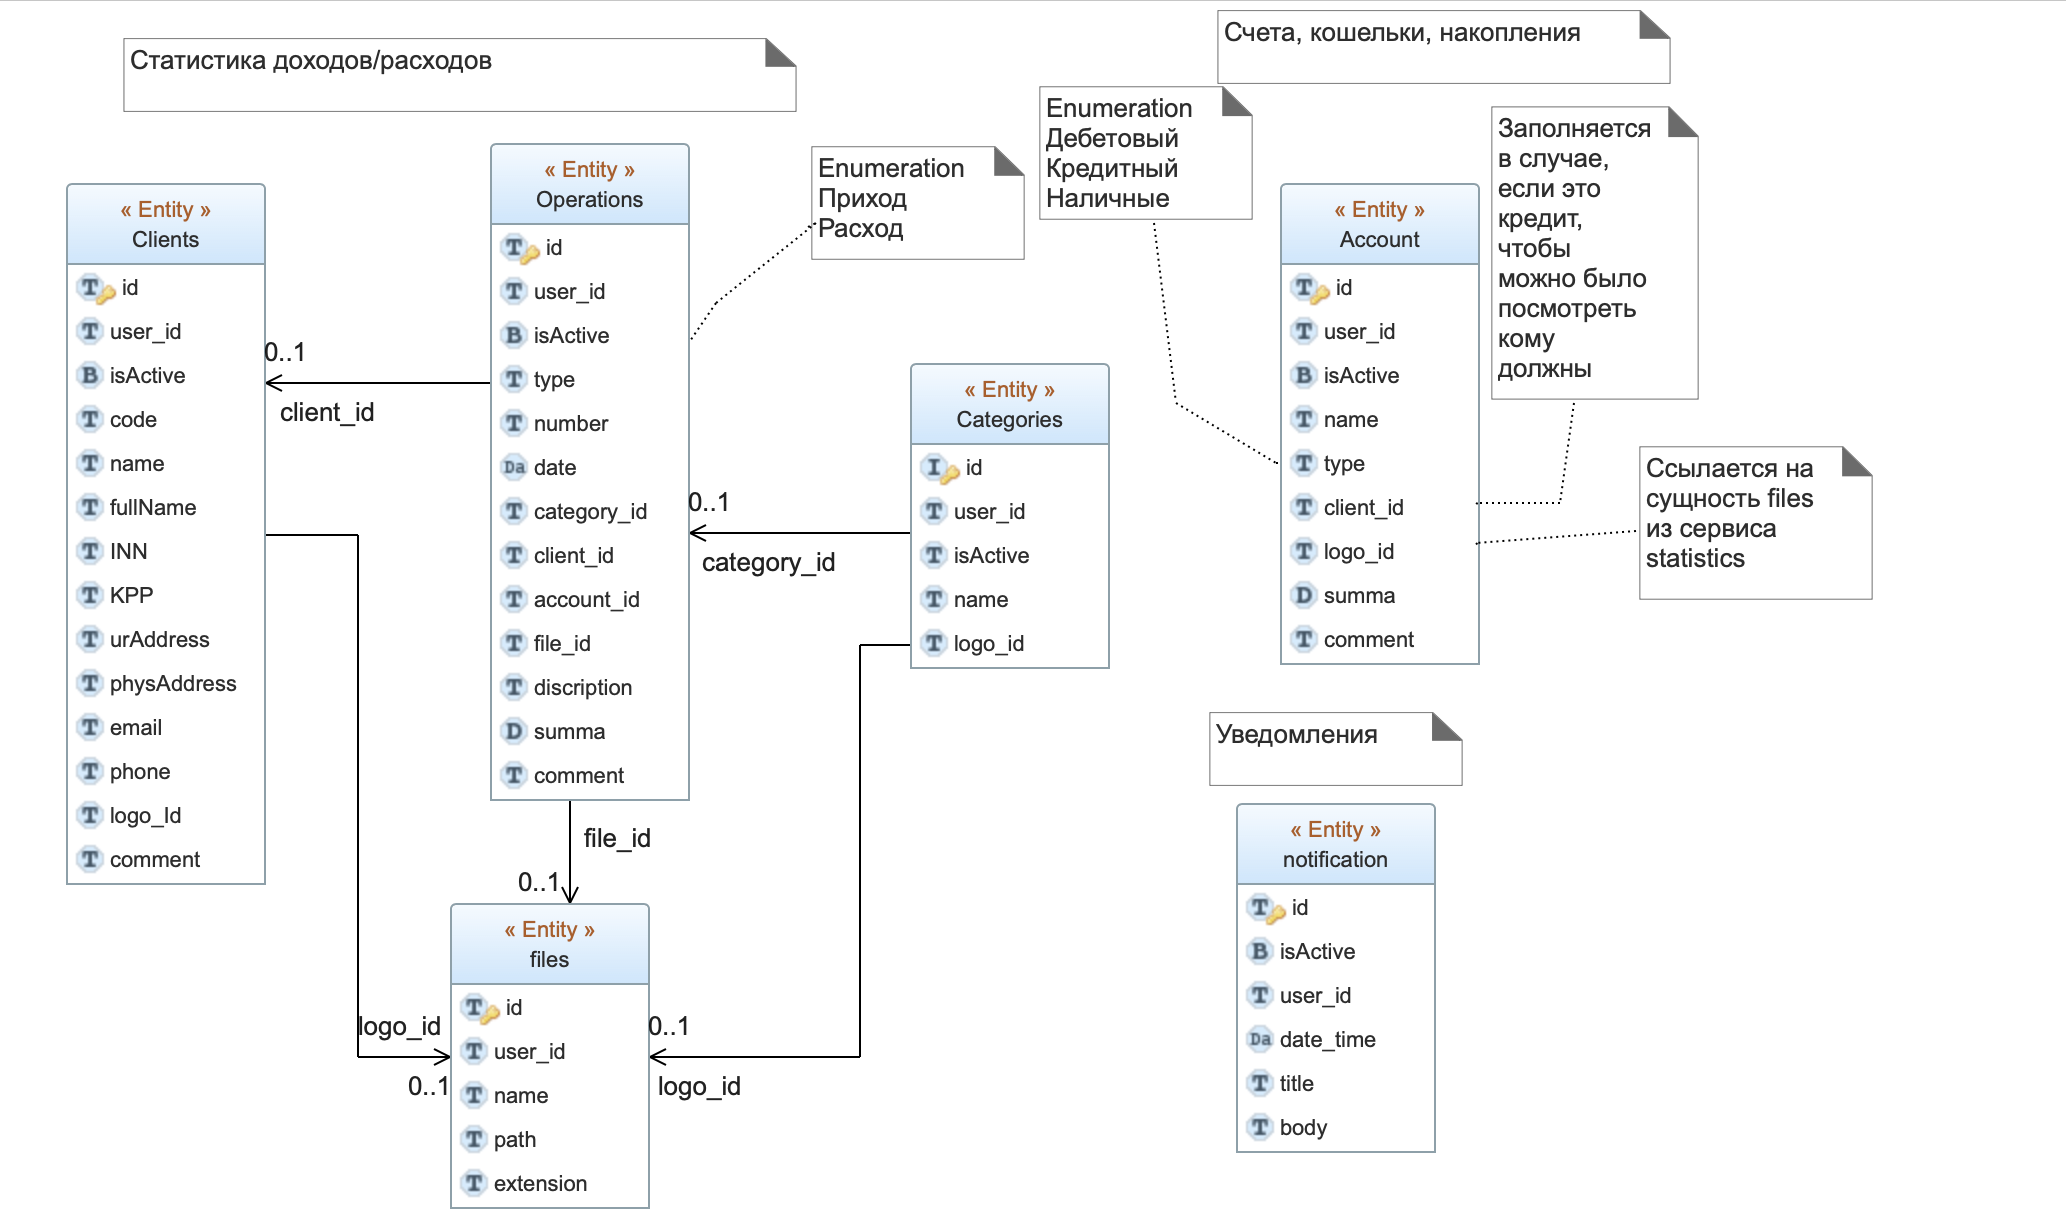 Статистика доходов/расходов
Счета, кошельки, накопления
« Entity »
Clients
id
user_id
isActive
code
name
fullName
INN
KPP
urAddress
physAddress
email
phone
logo_Id
comment
0..1
client_id
« Entity »
Operations
id
user_id
isActive
type
number
date
category_id
client_id
account_id
file_id
discription
summa
comment
Enumeration
Приход
Расход
0..1
category_id
« Entity »
Categories
id
user_id
isActive
name
logo_id
file_id
0..1
« Entity »
files
id
user_id
name
path
extension
logo_id
0..1
0..1
logo_id
Enumeration
Дебетовый
Кредитный
Наличные
« Entity »
Account
id
user_id
isActive
name
type
client_id
logo_id
summa
comment
Заполняется
в случае,
если это
кредит,
чтобы
можно было
посмотреть
кому
должны
Ссылается на
сущность files
из сервиса
statistics
Уведомления
« Entity »
notification
id
isActive
user_id
date_time
title
body